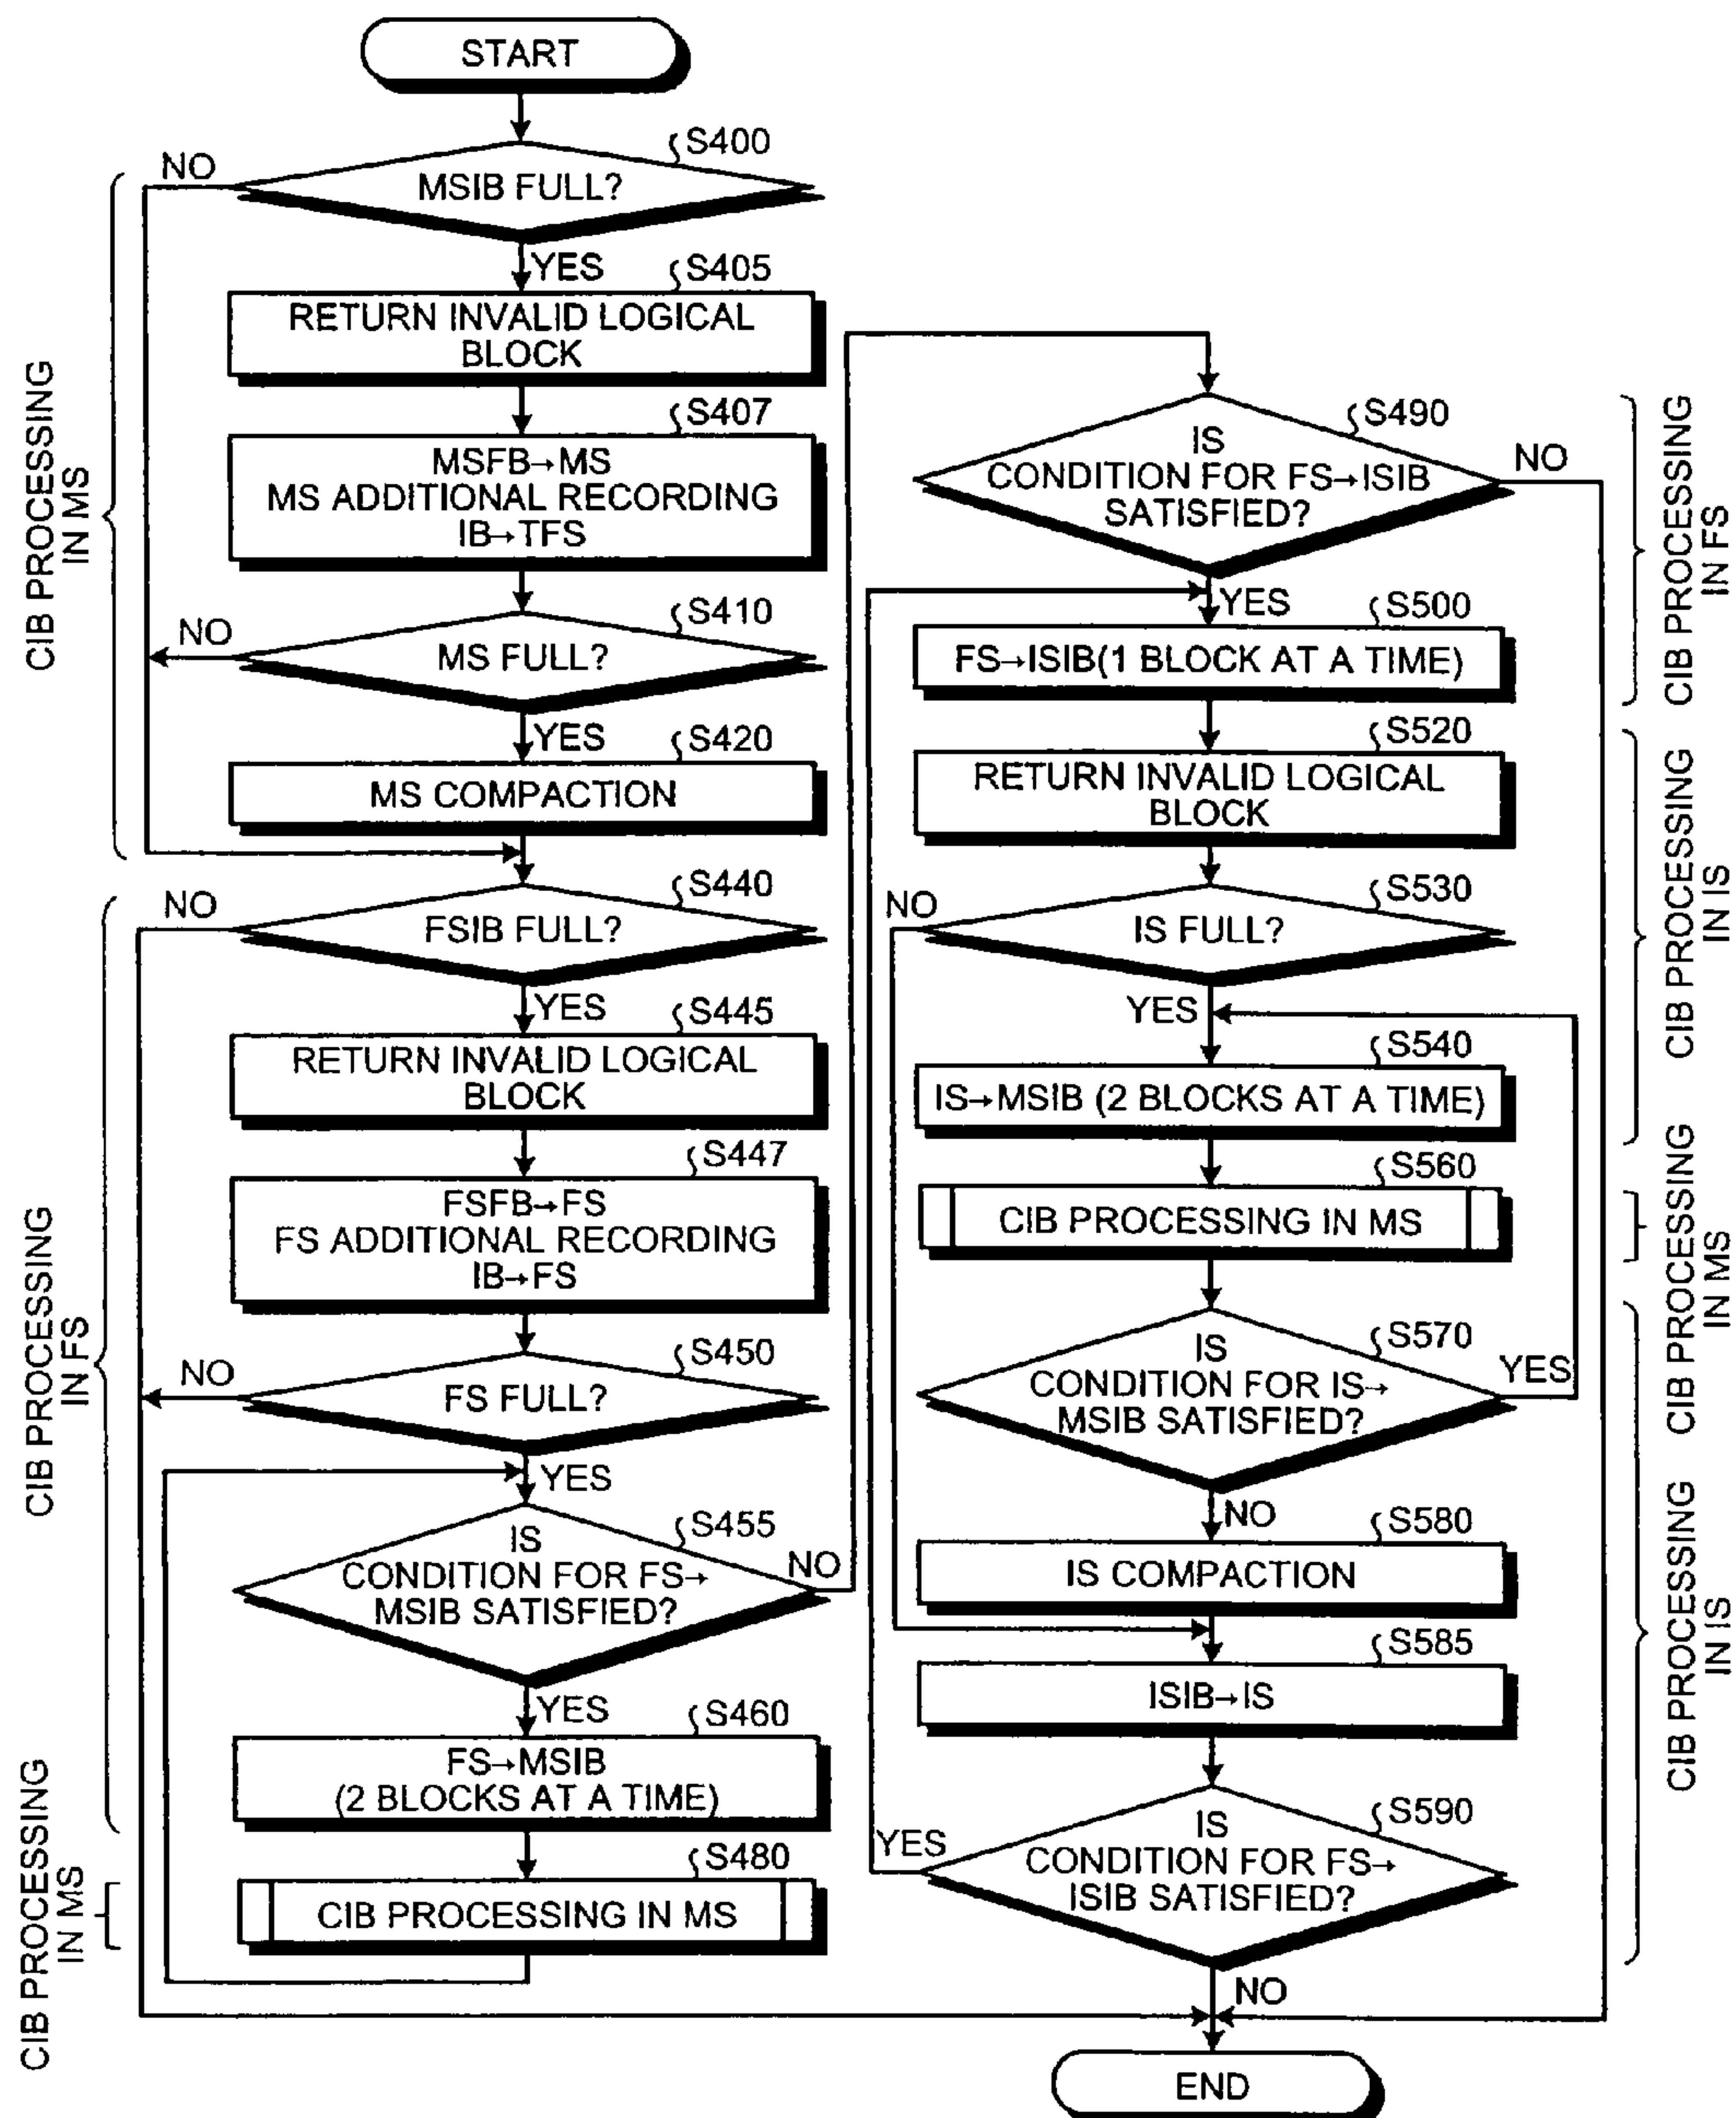 START
S400
MSIB FULL?
NO
YES
S405
RETURN INVALID LOGICAL
BLOCK
S407
MSFB→MS
MS ADDITIONAL RECORDING
IB→TFS
S410
MS FULL?
NO
YES
S420
MS COMPACTION
CIB PROCESSING
IN MS
S440
FSIB FULL?
NO
YES
S445
RETURN INVALID LOGICAL
BLOCK
S447
FSFB→FS
FS ADDITIONAL RECORDING
IB→FS
S450
FS FULL?
NO
YES
S455
IS
CONDITION FOR FS→
MSIB SATISFIED?
NO
YES
S460
FS→MSIB
(2 BLOCKS AT A TIME)
CIB PROCESSING
IN FS
S480
CIB PROCESSING IN MS
CIB PROCESSING
IN MS
S490
IS
CONDITION FOR FS→ISIB
SATISFIED?
NO
YES
S500
FS→ISIB(1 BLOCK AT A TIME)
CIB PROCESSING
IN FS
S520
RETURN INVALID LOGICAL
BLOCK
S530
IS FULL?
NO
YES
S540
IS→MSIB (2 BLOCKS AT A TIME)
CIB PROCESSING
IN IS
S560
CIB PROCESSING IN MS
CIB PROCESSING
IN MS
S570
IS
CONDITION FOR IS→
MSIB SATISFIED?
YES
NO
S580
IS COMPACTION
S585
ISIB→IS
S590
IS
CONDITION FOR FS→
ISIB SATISFIED?
YES
NO
CIB PROCESSING
IN IS
END